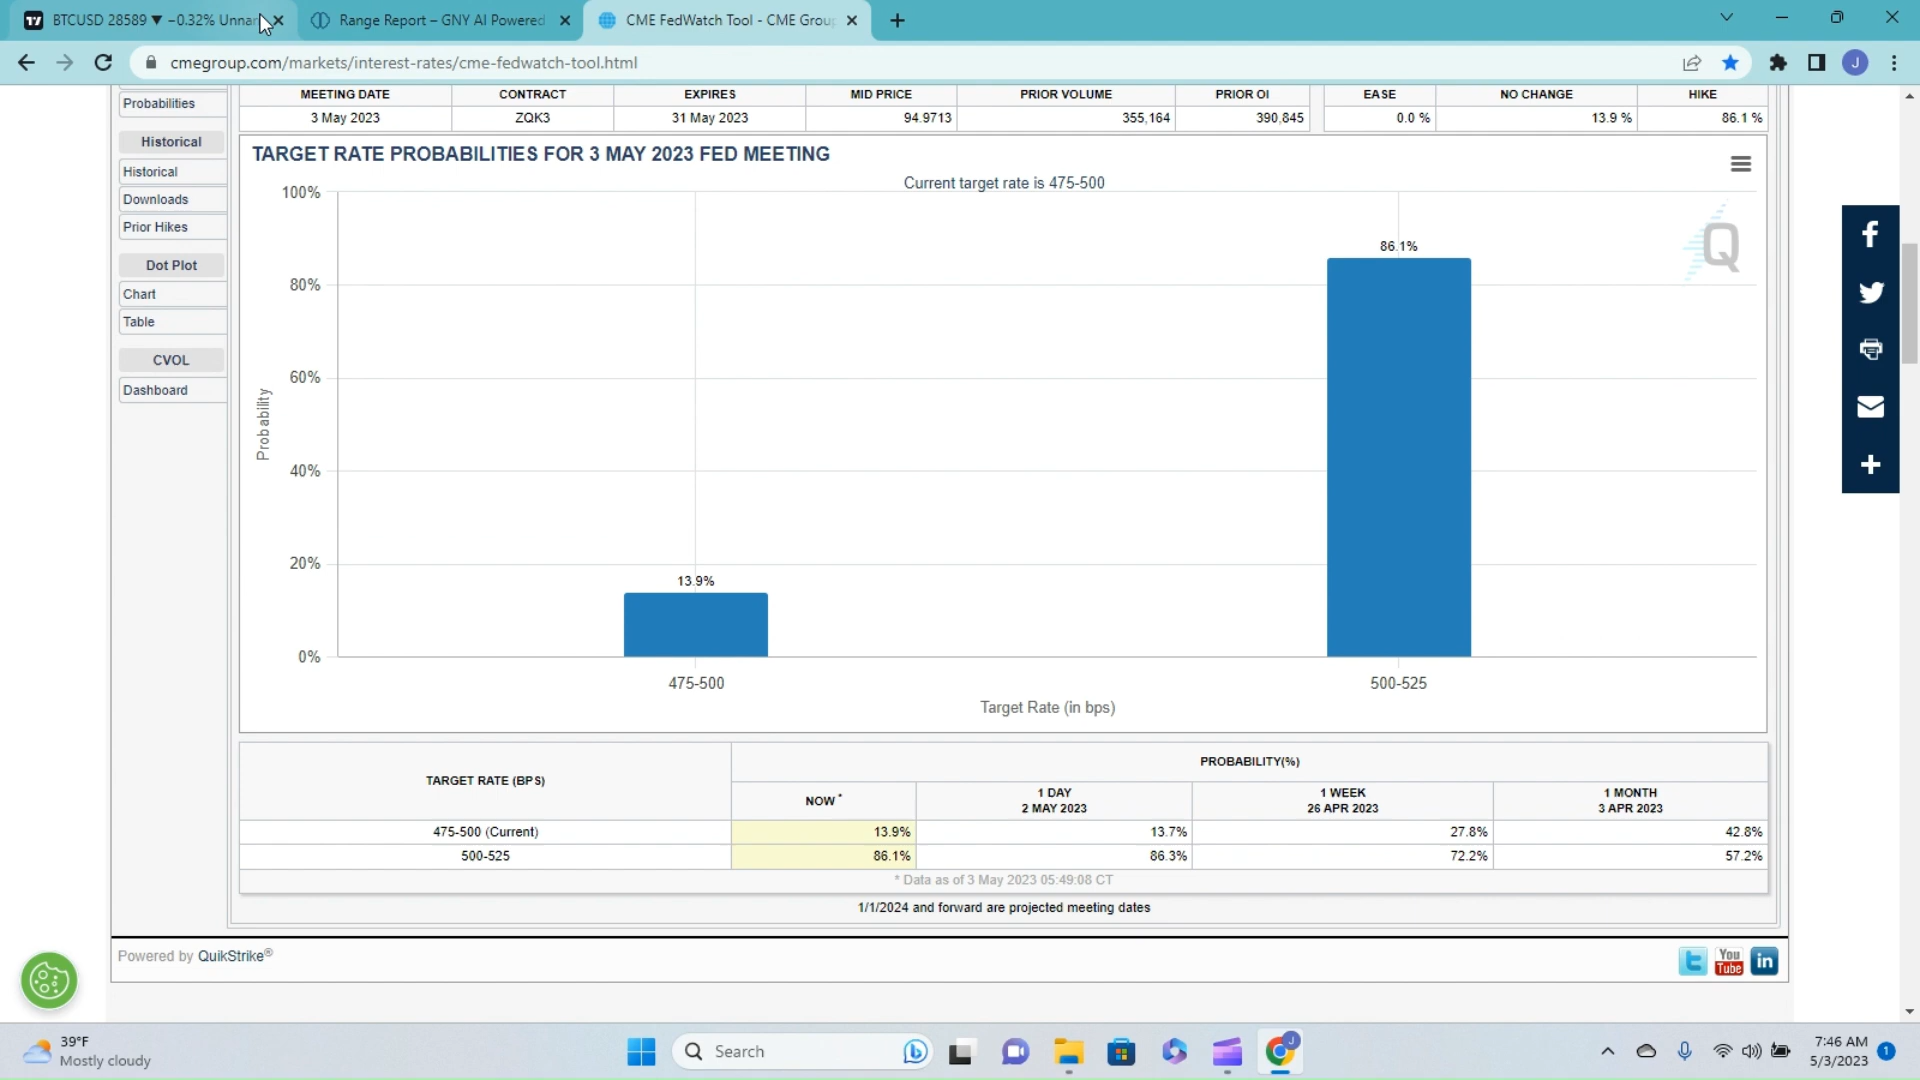 BTCUSD 28589 ▼ −0.32% Unnar
Range Report – GNY AI Powered
CME FedWatch Tool - CME Group
cmegroup.com/markets/interest-rates/cme-fedwatch-tool.html
J
Probabilities
Historical
Historical
Downloads
Prior Hikes
Dot Plot
Chart
Table
CVOL
Dashboard
MEETING DATE CONTRACT EXPIRES MID PRICE PRIOR VOLUME PRIOR OI EASE NO CHANGE HIKE
3 May 2023 ZQK3 31 May 2023 94.9713 355,164 390,845 0.0 % 13.9 % 86.1 %
TARGET RATE PROBABILITIES FOR 3 MAY 2023 FED MEETING
Current target rate is 475-500
Q
100%
80%
60%
40%
20%
0%
Probability
13.9%
86.1%
475-500
500-525
Target Rate (in bps)
TARGET RATE (BPS)
PROBABILITY(%)
NOW *
1 DAY
2 MAY 2023
1 WEEK
26 APR 2023
1 MONTH
3 APR 2023
475-500 (Current) 13.9% 13.7% 27.8% 42.8%
500-525 86.1% 86.3% 72.2% 57.2%
* Data as of 3 May 2023 05:49:08 CT
1/1/2024 and forward are projected meeting dates
Powered by QuikStrike®
You
Tube
in
39°F
Mostly cloudy
Search
J
7:46 AM
5/3/2023
1